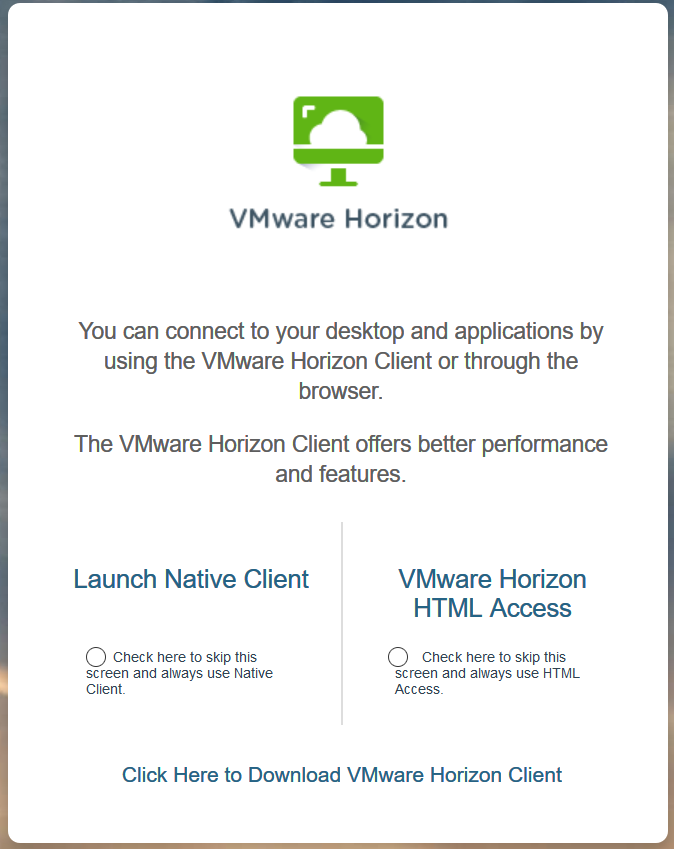 VMware Horizon
You can connect to your desktop and applications by
using the VMware Horizon Client or through the
browser.
The VMware Horizon Client offers better performance
and features.
Launch Native Client
Check here to skip this
screen and always use Native
Client.
VMware Horizon
HTML Access
Check here to skip this
screen and always use HTML
Access.
Click Here to Download VMware Horizon Client